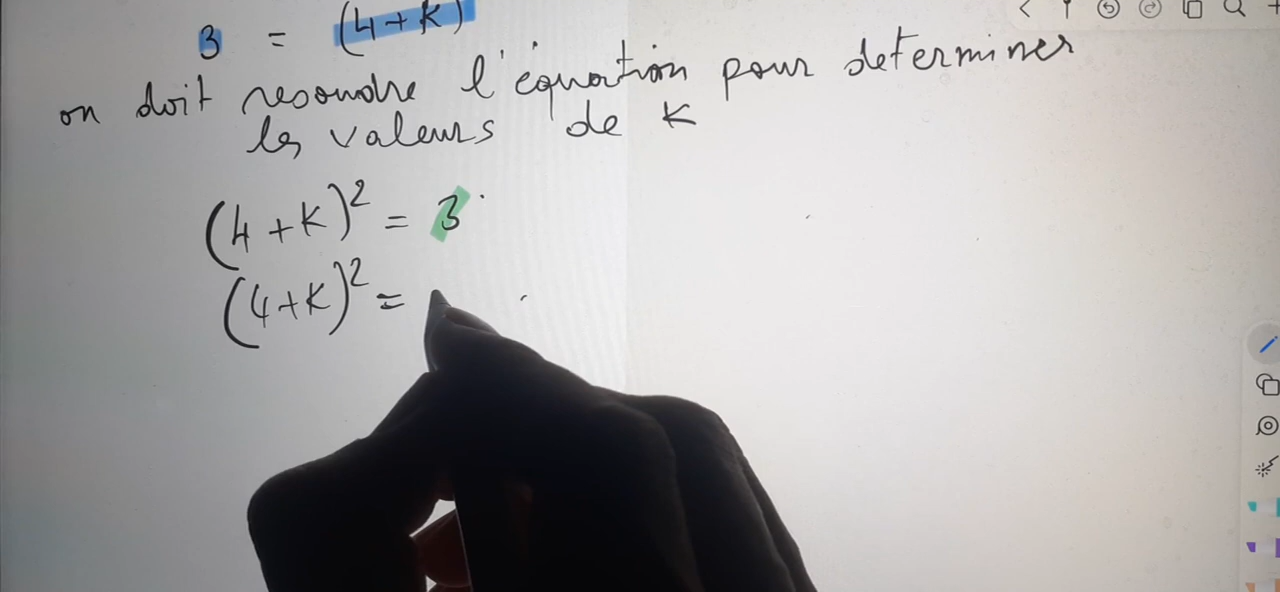 3 = (4+K)
on doit resoudre l'équation pour determiner
les valeurs de K
(4+K)² = 3
(4+K)² =